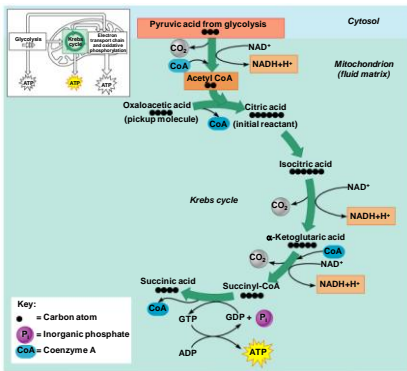 Glycolysis
Krebs
cycle
Electron
transport chain
and oxidative
phosphorylation
ATP
ATP
ATP
Cytosol
Pyruvic acid from glycolysis
CO2
NAD+
CoA
NADH+H+
Mitochondrion
(fluid matrix)
Acetyl CoA
Oxaloacetic acid
(pickup molecule)
Citric acid
(initial reactant)
CoA
Isocitric acid
NAD+
CO2
NADH+H+
Krebs cycle
α-Ketoglutaric acid
CO2
CoA
NAD+
NADH+H+
Succinic acid
Succinyl-CoA
CoA
GTP
GDP + Pi
ADP
ATP
Key:
= Carbon atom
Pi = Inorganic phosphate
CoA = Coenzyme A